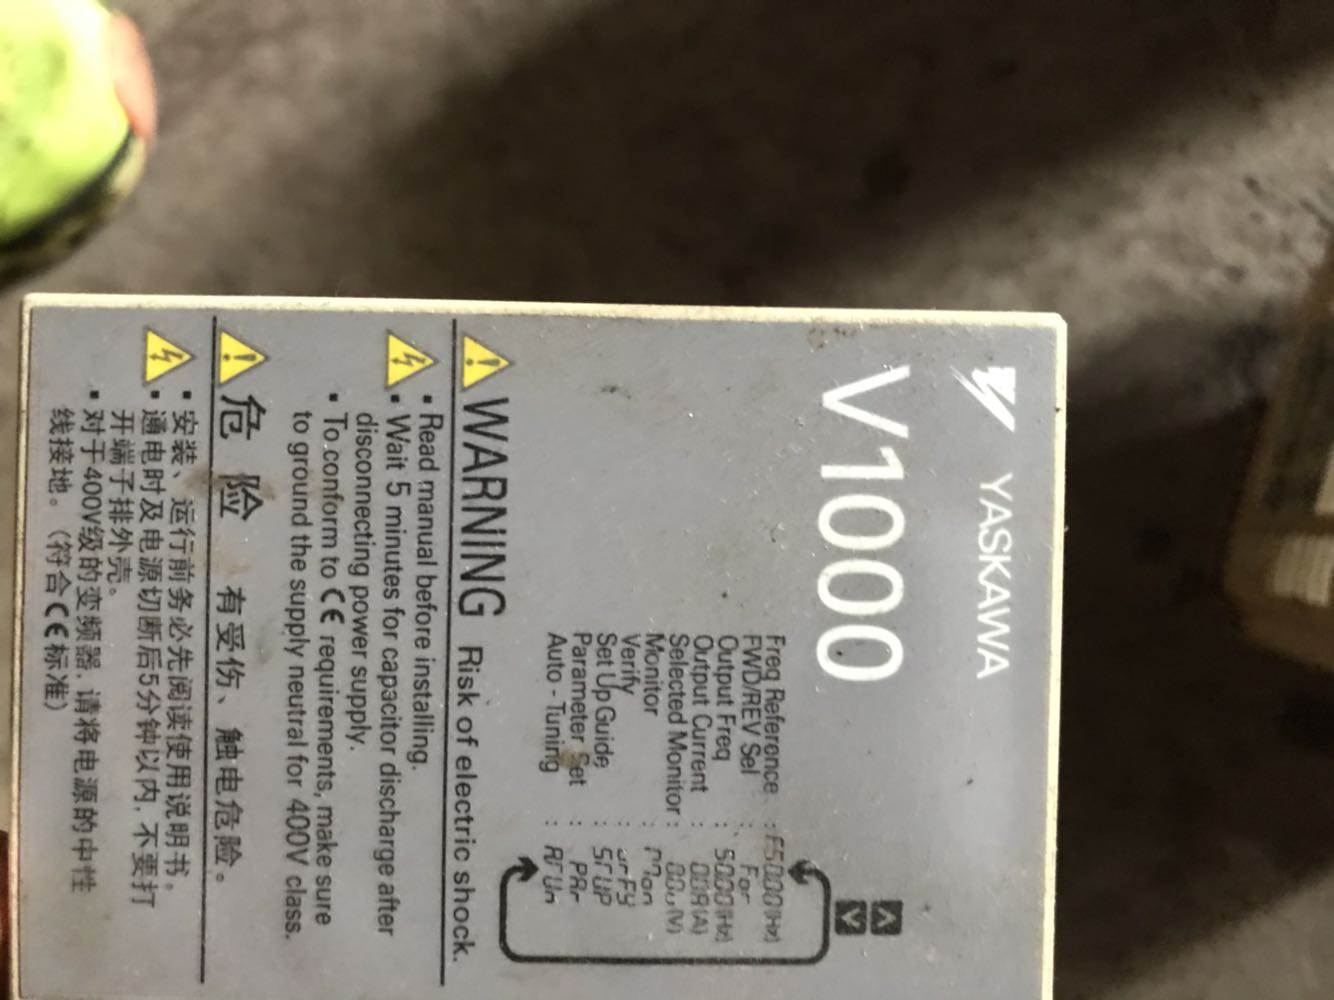 YASKAWA
V1000
Freq Reference : F5000(Hz)
FWD/REV Sel : For
Output Freq : 5000(Hz)
Output Current : 00A(A)
Selected Monitor :
Monitor : Mon
Verify : urFy
Set Up Guide : STUP
Parameter Set : PAr
Auto - Tuning : ATUn
WARNING Risk of electric shock.
• Read manual before installing.
• Wait 5 minutes for capacitor discharge after
disconnecting power supply.
• To conform to CE requirements, make sure
to ground the supply neutral for 400V class.
危险 有受伤、触电危险。
• 安装、运行前务必先阅读使用说明书。
• 通电时及电源切断后5分钟以内,不要打
开端子排外壳。
• 对于400V级的变频器,请将电源的中性
线接地。(符合CE标准)